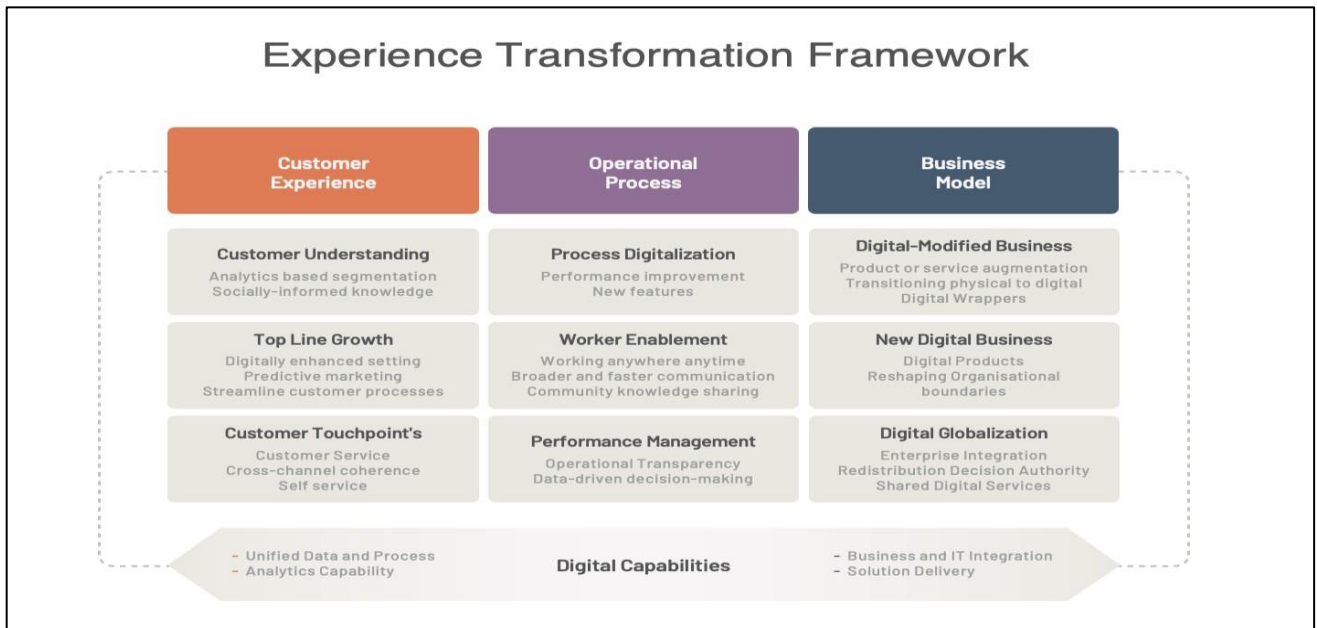 Experience Transformation Framework
Customer
Experience
Operational
Process
Business
Model
Customer Understanding
Analytics based segmentation
Socially-informed knowledge
Process Digitalization
Performance improvement
New features
Digital-Modified Business
Product or service augmentation
Transitioning physical to digital
Digital Wrappers
Top Line Growth
Digitally enhanced setting
Predictive marketing
Streamline customer processes
Worker Enablement
Working anywhere anytime
Broader and faster communication
Community knowledge sharing
New Digital Business
Digital Products
Reshaping Organisational
boundaries
Customer Touchpoint's
Customer Service
Cross-channel coherence
Self service
Performance Management
Operational Transparency
Data-driven decision-making
Digital Globalization
Enterprise Integration
Redistribution Decision Authority
Shared Digital Services
- Unified Data and Process
- Analytics Capability
Digital Capabilities
- Business and IT Integration
- Solution Delivery